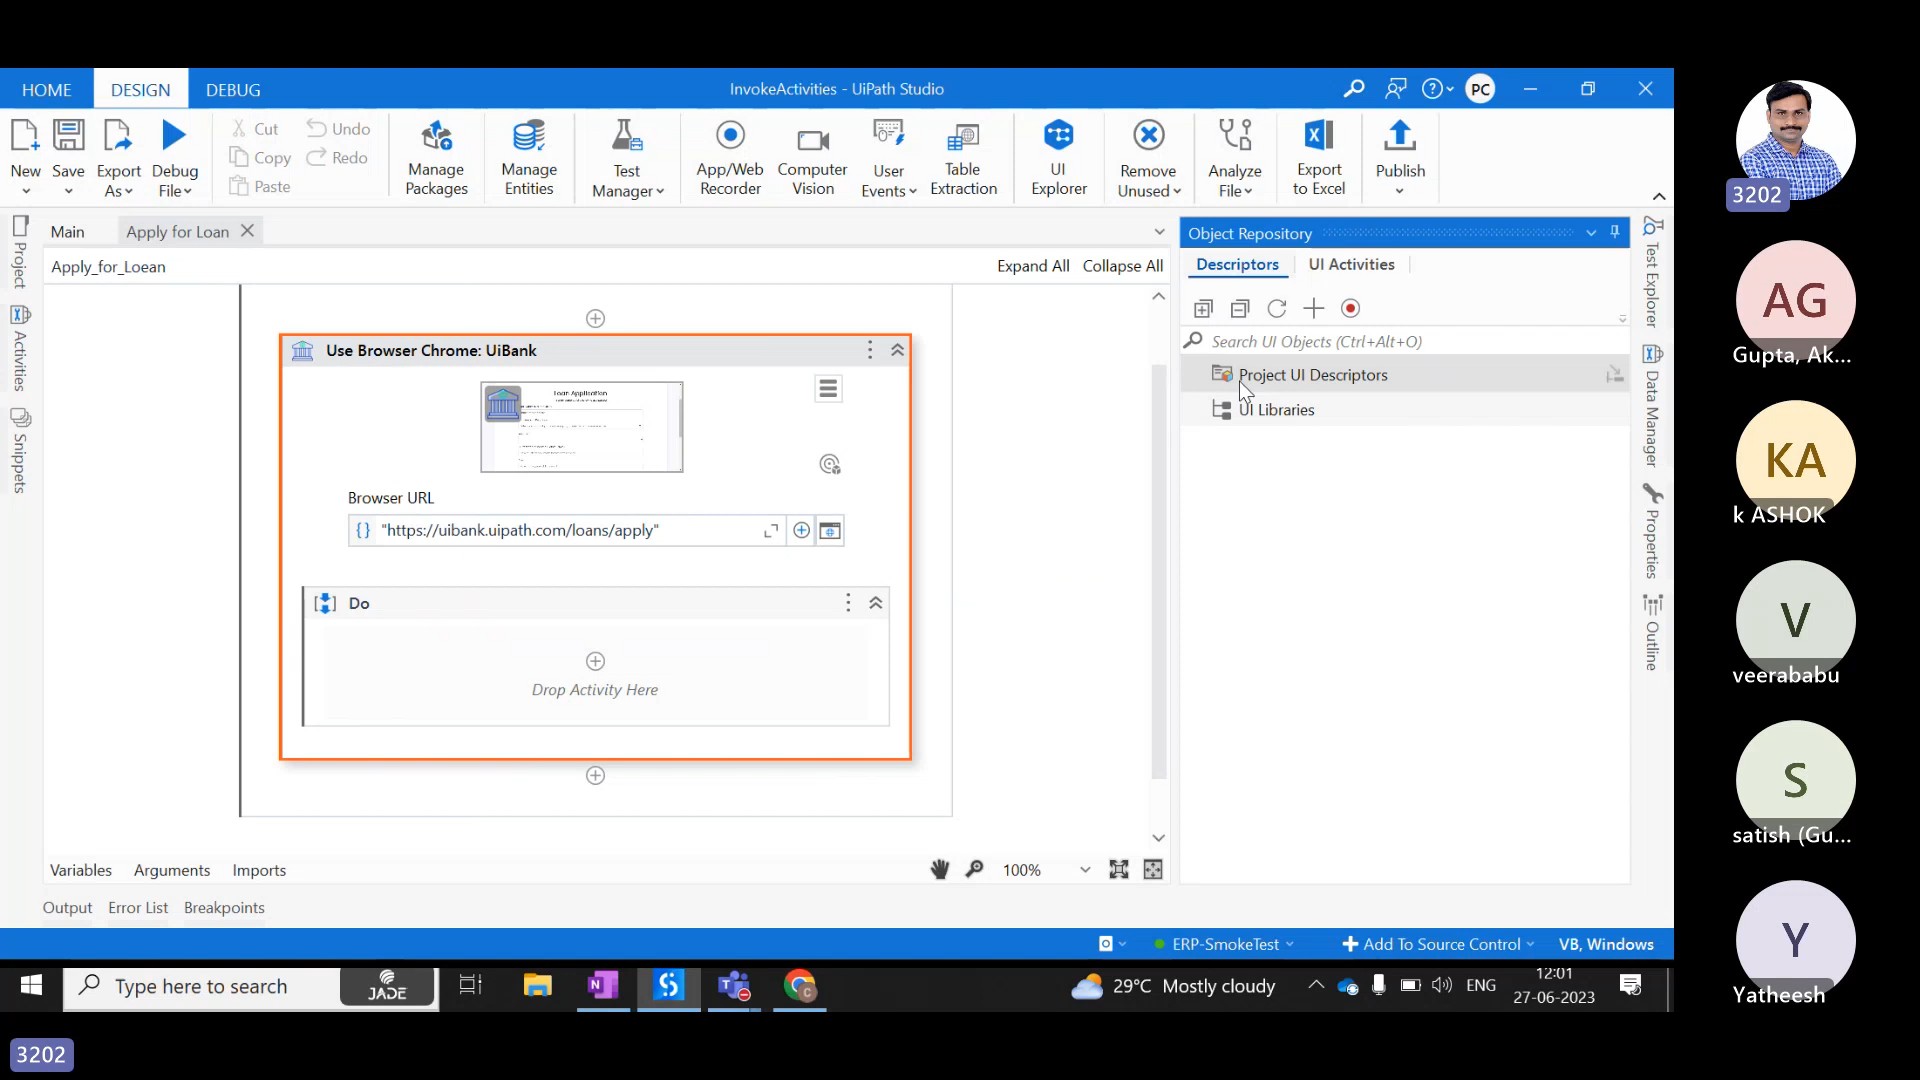 HOME DESIGN DEBUG
InvokeActivities - UiPath Studio
PC
New
Save
Export As
Debug File
Cut
Copy
Paste
Undo
Redo
Manage Packages
Manage Entities
Test Manager
App/Web Recorder
Computer Vision
User Events
Table Extraction
UI Explorer
Remove Unused
Analyze File
Export to Excel
Publish
Project
Activities
Snippets
Main
Apply for Loan
Apply_for_Loean
Expand All Collapse All
Use Browser Chrome: UiBank
Loan Application
Browser URL
"https://uibank.uipath.com/loans/apply"
Do
Drop Activity Here
Variables Arguments Imports
100%
Output Error List Breakpoints
Object Repository
Descriptors UI Activities
Search UI Objects (Ctrl+Alt+O)
Project UI Descriptors
UI Libraries
Test Explorer
Data Manager
Properties
Outline
ERP-SmokeTest
Add To Source Control
VB, Windows
Type here to search
JADE
29°C Mostly cloudy
ENG
12:01
27-06-2023
3202
AG
Gupta, Ak...
KA
k ASHOK
V
veerababu
S
satish (Gu...
Y
Yatheesh
3202